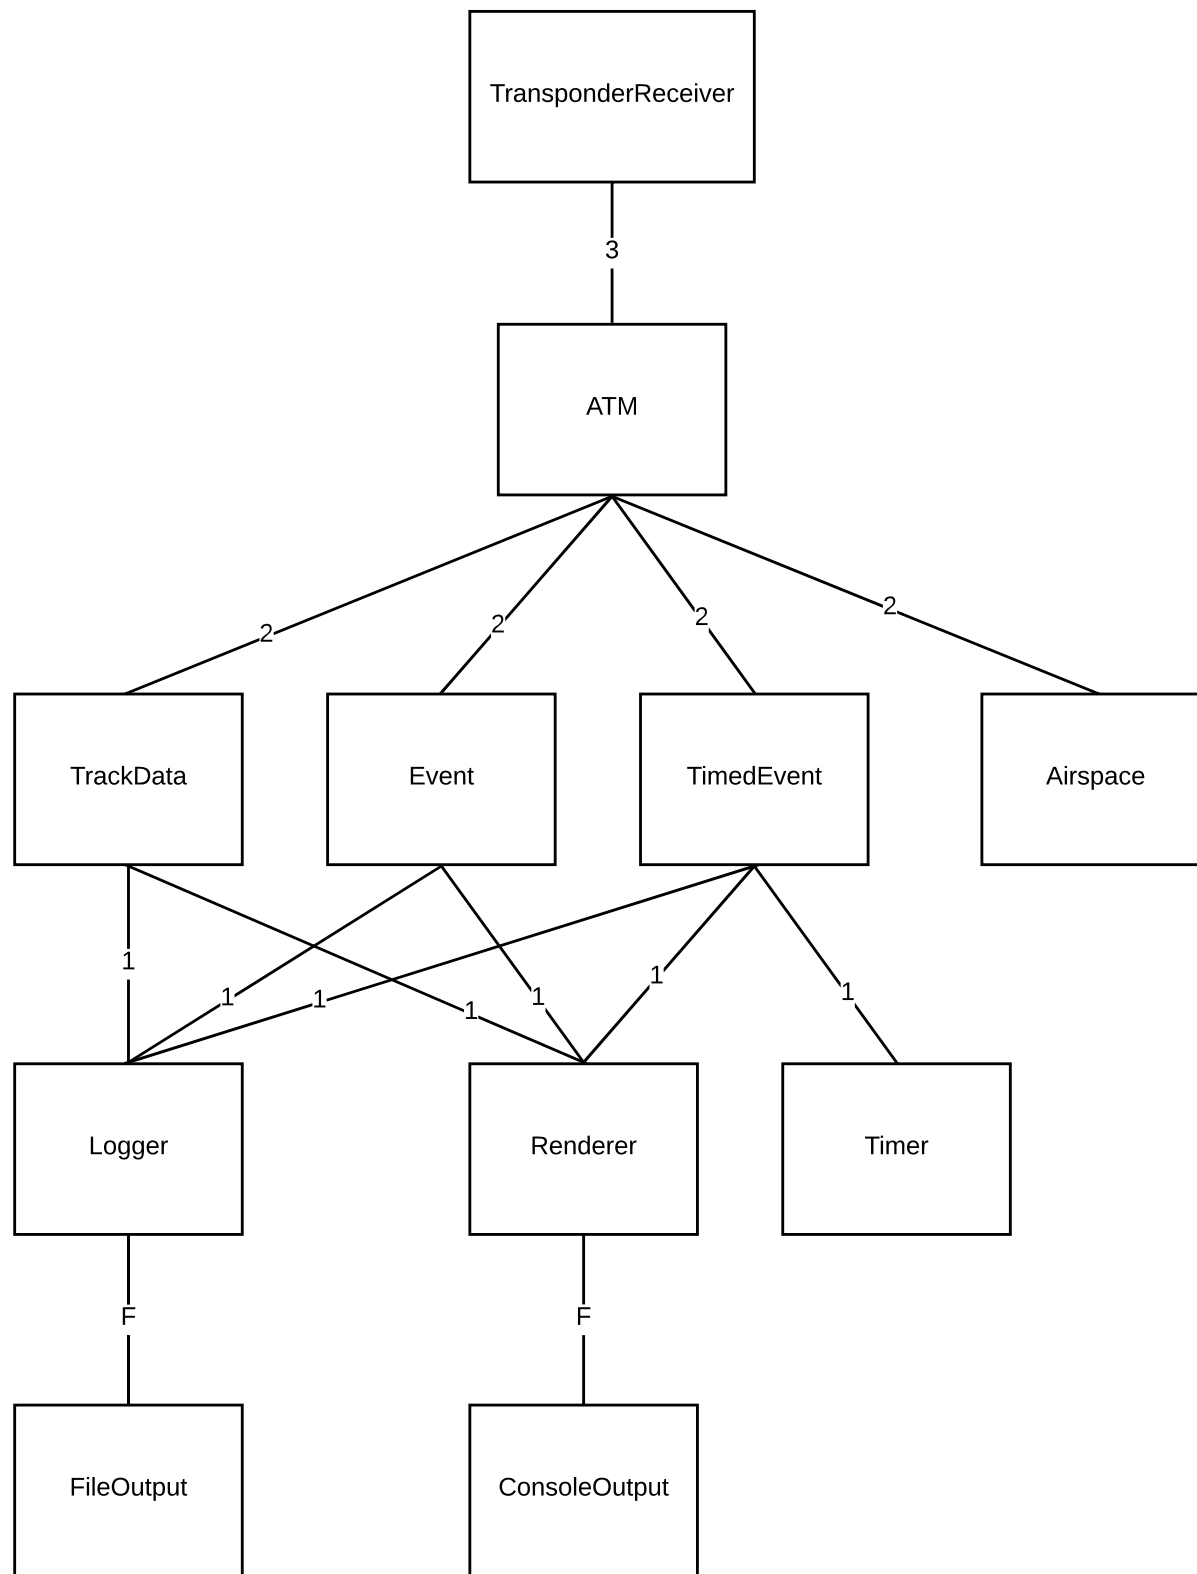 TransponderReceiver
3
ATM
2
2
2
2
TrackData
Event
TimedEvent
Airspace
1
1
1
1
1
1
1
Logger
Renderer
Timer
F
F
FileOutput
ConsoleOutput